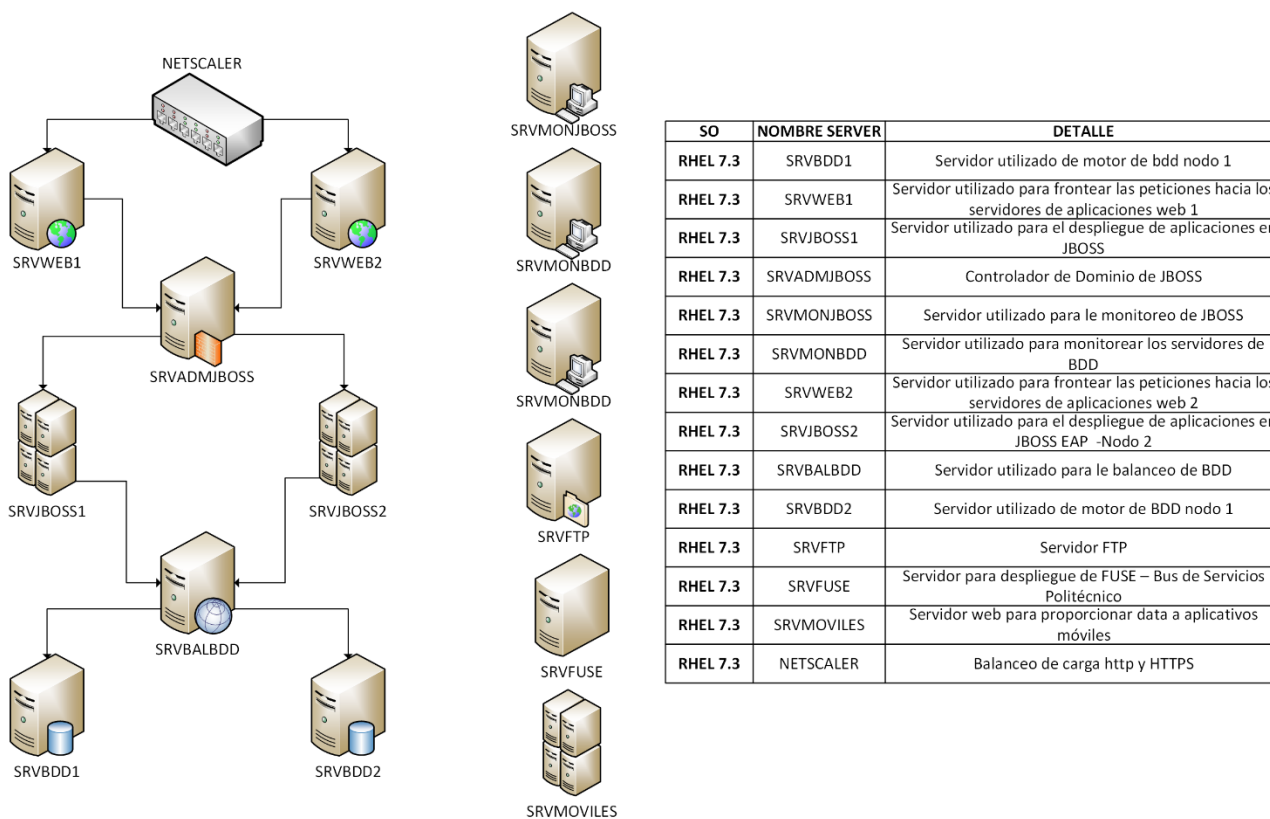 NETSCALER
SRVWEB1
SRVWEB2
SRVADMJBOSS
SRVJBOSS1
SRVJBOSS2
SRVBALBDD
SRVBDD1
SRVBDD2
SRVMONJBOSS
SRVMONBDD
SRVMONBDD
SRVFTP
SRVFUSE
SRVMOVILES
SO NOMBRE SERVER DETALLE
RHEL 7.3 SRVBDD1 Servidor utilizado de motor de bdd nodo 1
RHEL 7.3 SRVWEB1 Servidor utilizado para frontear las peticiones hacia los
servidores de aplicaciones web 1
RHEL 7.3 SRVJBOSS1 Servidor utilizado para el despliegue de aplicaciones en
JBOSS
RHEL 7.3 SRVADMJBOSS Controlador de Dominio de JBOSS
RHEL 7.3 SRVMONJBOSS Servidor utilizado para le monitoreo de JBOSS
RHEL 7.3 SRVMONBDD Servidor utilizado para monitorear los servidores de
BDD
RHEL 7.3 SRVWEB2 Servidor utilizado para frontear las peticiones hacia los
servidores de aplicaciones web 2
RHEL 7.3 SRVJBOSS2 Servidor utilizado para el despliegue de aplicaciones en
JBOSS EAP -Nodo 2
RHEL 7.3 SRVBALBDD Servidor utilizado para le balanceo de BDD
RHEL 7.3 SRVBDD2 Servidor utilizado de motor de BDD nodo 1
RHEL 7.3 SRVFTP Servidor FTP
RHEL 7.3 SRVFUSE Servidor para despliegue de FUSE – Bus de Servicios
Politécnico
RHEL 7.3 SRVMOVILES Servidor web para proporcionar data a aplicativos
móviles
RHEL 7.3 NETSCALER Balanceo de carga http y HTTPS